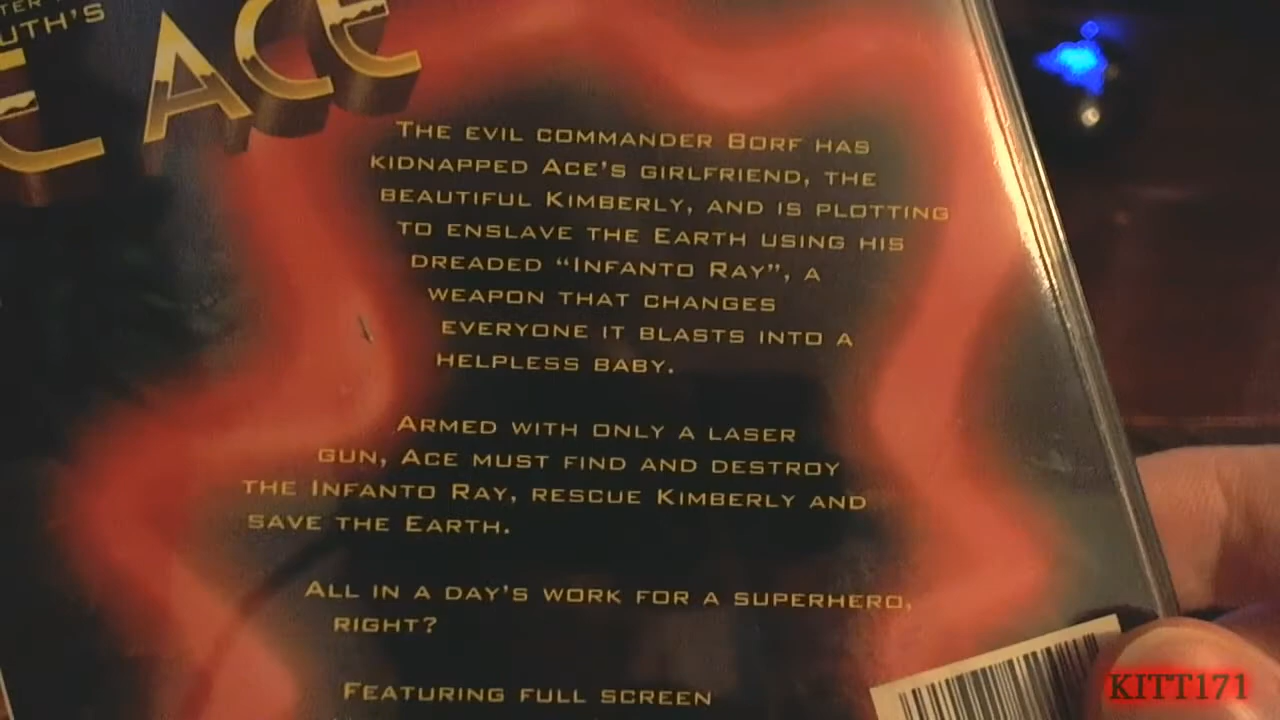 UTH'S
E ACE
THE EVIL COMMANDER BORF HAS
KIDNAPPED ACE'S GIRLFRIEND, THE
BEAUTIFUL KIMBERLY, AND IS PLOTTING
TO ENSLAVE THE EARTH USING HIS
DREADED “INFANTO RAY”, A
WEAPON THAT CHANGES
EVERYONE IT BLASTS INTO A
HELPLESS BABY.
ARMED WITH ONLY A LASER
GUN, ACE MUST FIND AND DESTROY
THE INFANTO RAY, RESCUE KIMBERLY AND
SAVE THE EARTH.
ALL IN A DAY'S WORK FOR A SUPERHERO,
RIGHT?
FEATURING FULL SCREEN
KITT171